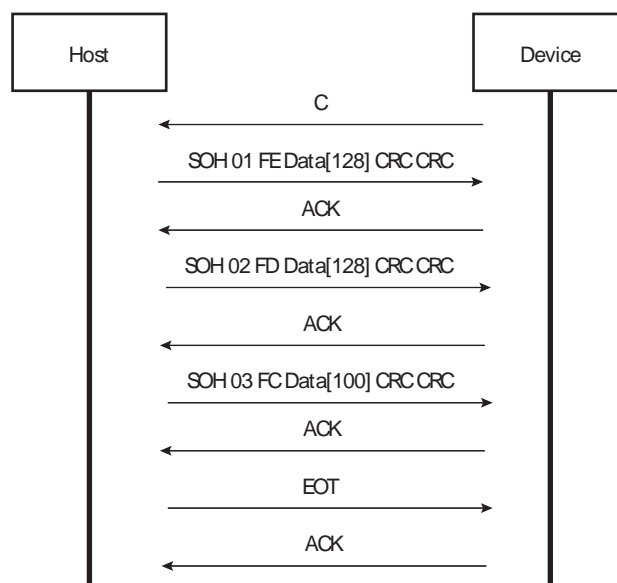 Host
Device
C
SOH 01 FE Data[128] CRC CRC
ACK
SOH 02 FD Data[128] CRC CRC
ACK
SOH 03 FC Data[100] CRC CRC
ACK
EOT
ACK